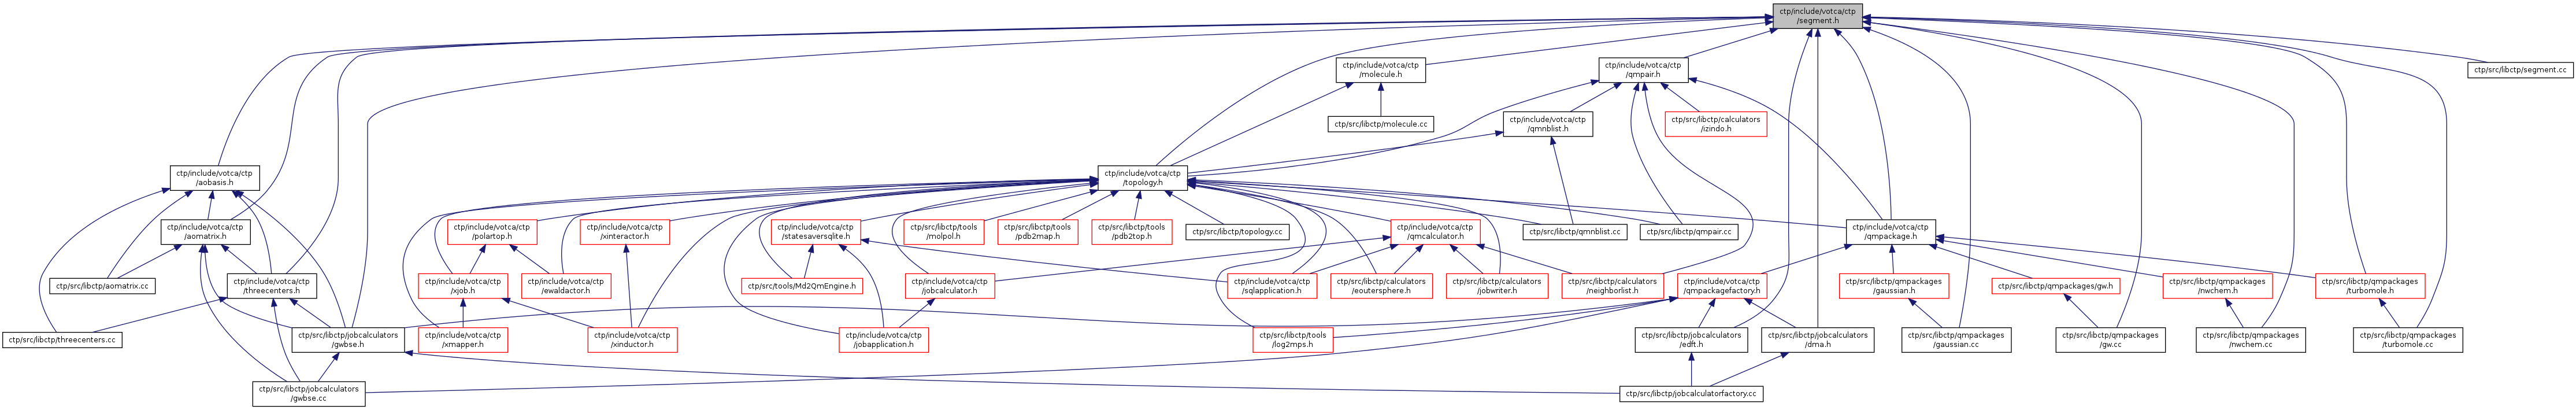 ctp/include/votca/ctp
/segment.h
ctp/include/votca/ctp
/molecule.h
ctp/include/votca/ctp
/qmpair.h
ctp/src/libctp/segment.cc
ctp/src/libctp/molecule.cc
ctp/include/votca/ctp
/qmnblist.h
ctp/src/libctp/calculators
/izindo.h
ctp/include/votca/ctp
/aobasis.h
ctp/include/votca/ctp
/topology.h
ctp/include/votca/ctp
/aomatrix.h
ctp/include/votca/ctp
/polartop.h
ctp/include/votca/ctp
/xinteractor.h
ctp/include/votca/ctp
/statesaversqlite.h
ctp/src/libctp/tools
/molpol.h
ctp/src/libctp/tools
/pdb2map.h
ctp/src/libctp/tools
/pdb2top.h
ctp/src/libctp/topology.cc
ctp/include/votca/ctp
/qmcalculator.h
ctp/src/libctp/qmnblist.cc
ctp/src/libctp/qmpair.cc
ctp/include/votca/ctp
/qmpackage.h
ctp/src/libctp/aomatrix.cc
ctp/include/votca/ctp
/threecenters.h
ctp/include/votca/ctp
/xjob.h
ctp/include/votca/ctp
/ewaldactor.h
ctp/src/tools/Md2QmEngine.h
ctp/include/votca/ctp
/jobcalculator.h
ctp/include/votca/ctp
/sqlapplication.h
ctp/src/libctp/calculators
/eoutersphere.h
ctp/src/libctp/calculators
/jobwriter.h
ctp/src/libctp/calculators
/neighborlist.h
ctp/include/votca/ctp
/qmpackagefactory.h
ctp/src/libctp/qmpackages
/gaussian.h
ctp/src/libctp/qmpackages/gw.h
ctp/src/libctp/qmpackages
/nwchem.h
ctp/src/libctp/qmpackages
/turbomole.h
ctp/src/libctp/threecenters.cc
ctp/src/libctp/jobcalculators
/gwbse.h
ctp/include/votca/ctp
/xmapper.h
ctp/include/votca/ctp
/xinductor.h
ctp/include/votca/ctp
/jobapplication.h
ctp/src/libctp/tools
/log2mps.h
ctp/src/libctp/jobcalculators
/edft.h
ctp/src/libctp/jobcalculators
/dma.h
ctp/src/libctp/qmpackages
/gaussian.cc
ctp/src/libctp/qmpackages
/gw.cc
ctp/src/libctp/qmpackages
/nwchem.cc
ctp/src/libctp/qmpackages
/turbomole.cc
ctp/src/libctp/jobcalculators
/gwbse.cc
ctp/src/libctp/jobcalculatorfactory.cc